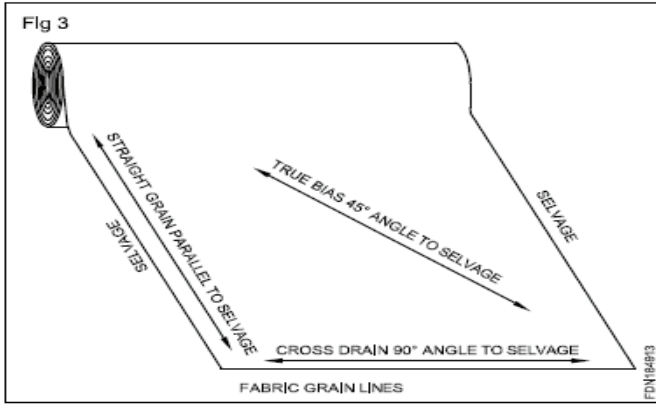 Fig 3
STRAIGHT GRAIN PARALLEL TO SELVAGE
SELVAGE
TRUE BIAS 45° ANGLE TO SELVAGE
SELVAGE
CROSS DRAIN 90° ANGLE TO SELVAGE
FABRIC GRAIN LINES
FDN184913